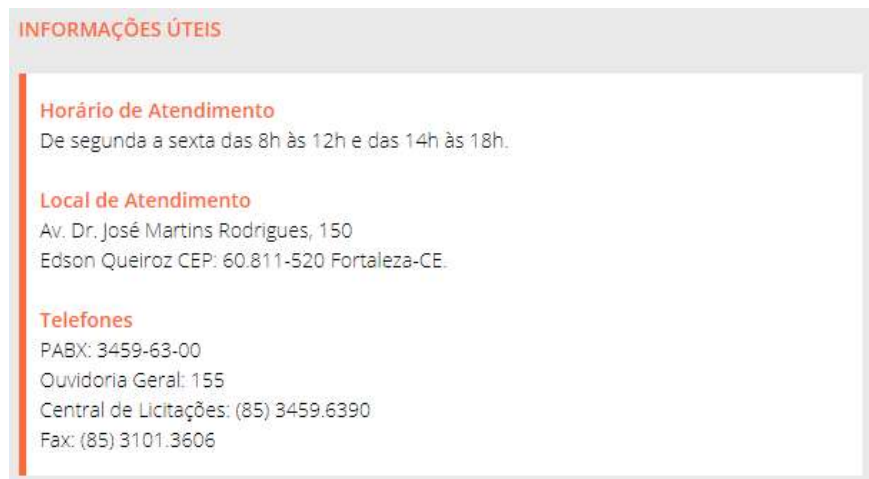 INFORMAÇÕES ÚTEIS
Horário de Atendimento
De segunda a sexta das 8h às 12h e das 14h às 18h.
Local de Atendimento
Av. Dr. José Martins Rodrigues, 150
Edson Queiroz CEP: 60.811-520 Fortaleza-CE.
Telefones
PABX: 3459-63-00
Ouvidoria Geral: 155
Central de Licitações: (85) 3459.6390
Fax: (85) 3101.3606